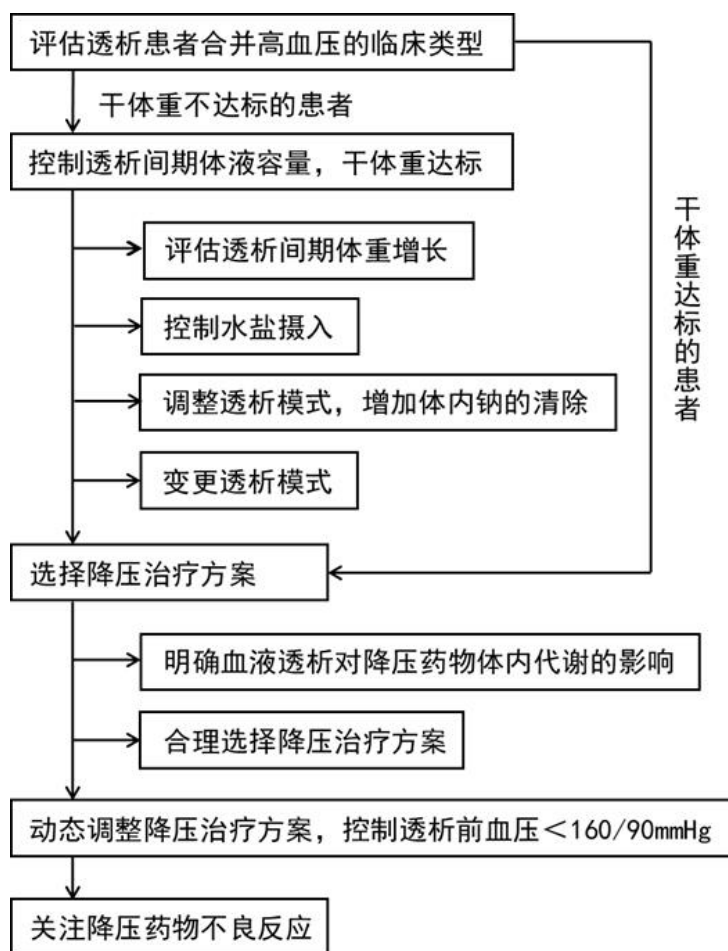 评估透析患者合并高血压的临床类型
干体重不达标的患者
控制透析间期体液容量，干体重达标
干体重达标的患者
评估透析间期体重增长
控制水盐摄入
调整透析模式，增加体内钠的清除
变更透析模式
选择降压治疗方案
明确血液透析对降压药物体内代谢的影响
合理选择降压治疗方案
动态调整降压治疗方案，控制透析前血压＜160/90mmHg
关注降压药物不良反应